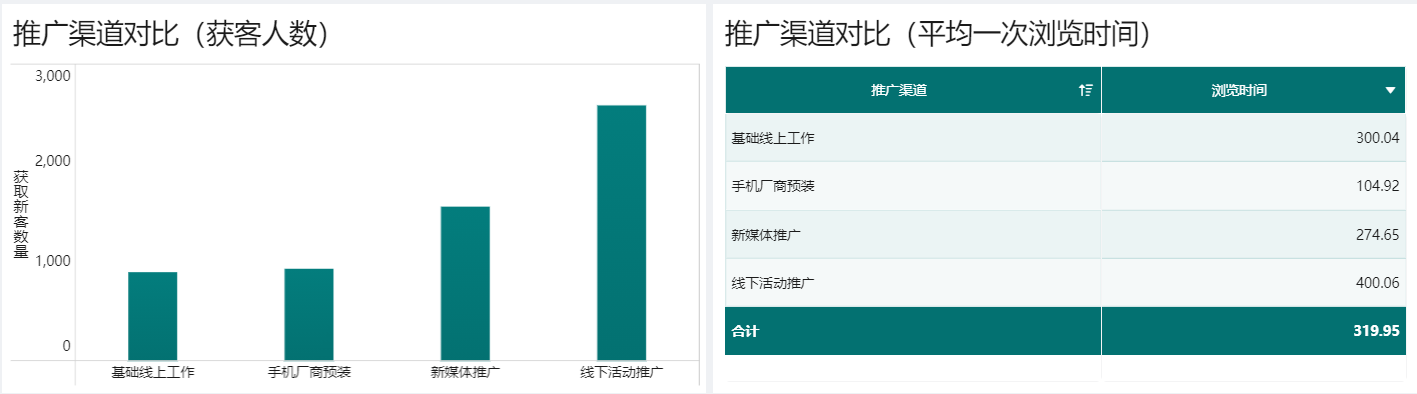 推广渠道对比（获客人数）
3,000
2,000
1,000
0
获取新客数量
基础线上工作 手机厂商预装 新媒体推广 线下活动推广
推广渠道对比（平均一次浏览时间）
推广渠道 浏览时间
基础线上工作 300.04
手机厂商预装 104.92
新媒体推广 274.65
线下活动推广 400.06
合计 319.95